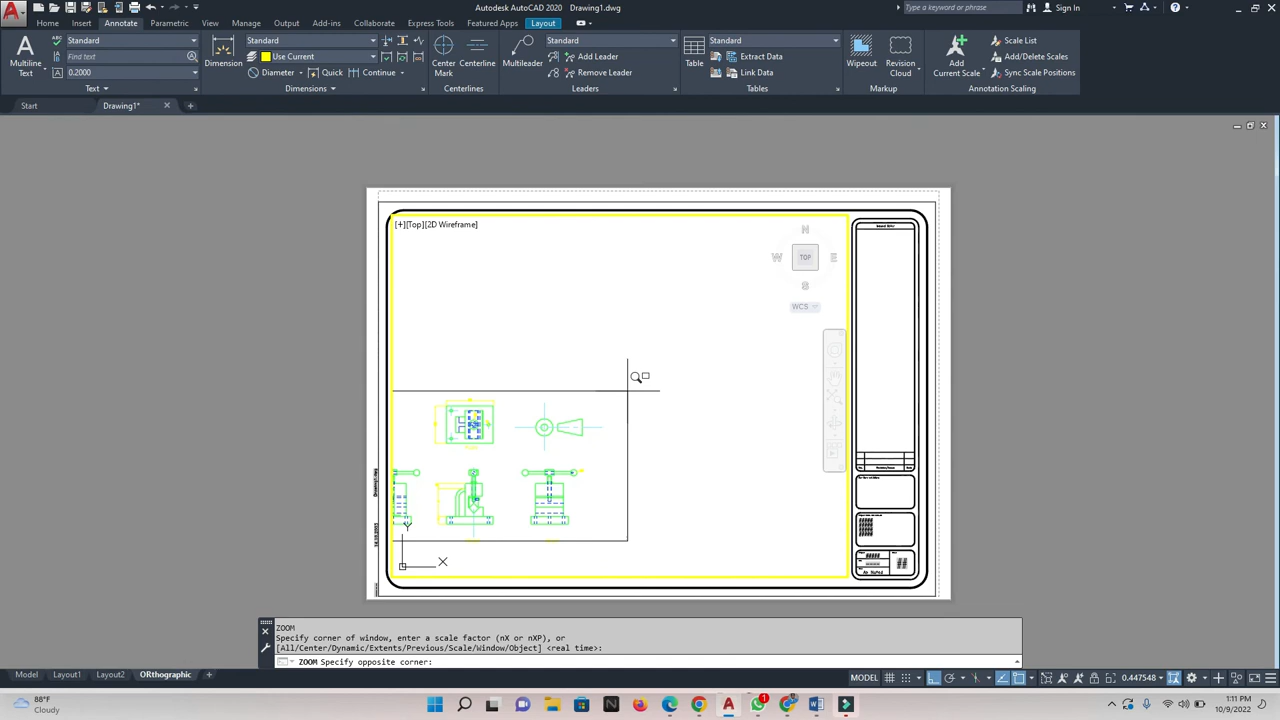 Autodesk AutoCAD 2020 Drawing1.dwg
Type a keyword or phrase
Sign In
Home Insert Annotate Parametric View Manage Output Add-ins Collaborate Express Tools Featured Apps Layout
Standard
Find text
0.2000
Multiline
Text
Text
Standard
Use Current
Dimension
Diameter
Quick
Continue
Dimensions
Center
Mark
Centerline
Centerlines
Multileader
Standard
Add Leader
Remove Leader
Leaders
Table
Standard
Extract Data
Link Data
Tables
Wipeout
Revision
Cloud
Markup
Add
Current Scale
Scale List
Add/Delete Scales
Sync Scale Positions
Annotation Scaling
Start Drawing1*
[+][Top][2D Wireframe]
N
W TOP E
S
WCS
Y
X
##
ZOOM
Specify corner of window, enter a scale factor (nX or nXP), or
[All/Center/Dynamic/Extents/Previous/Scale/Window/Object] <real time>:
ZOOM Specify opposite corner:
Model Layout1 Layout2 ORthographic
MODEL
0.447548
88°F
Cloudy
1
1:11 PM
10/9/2022